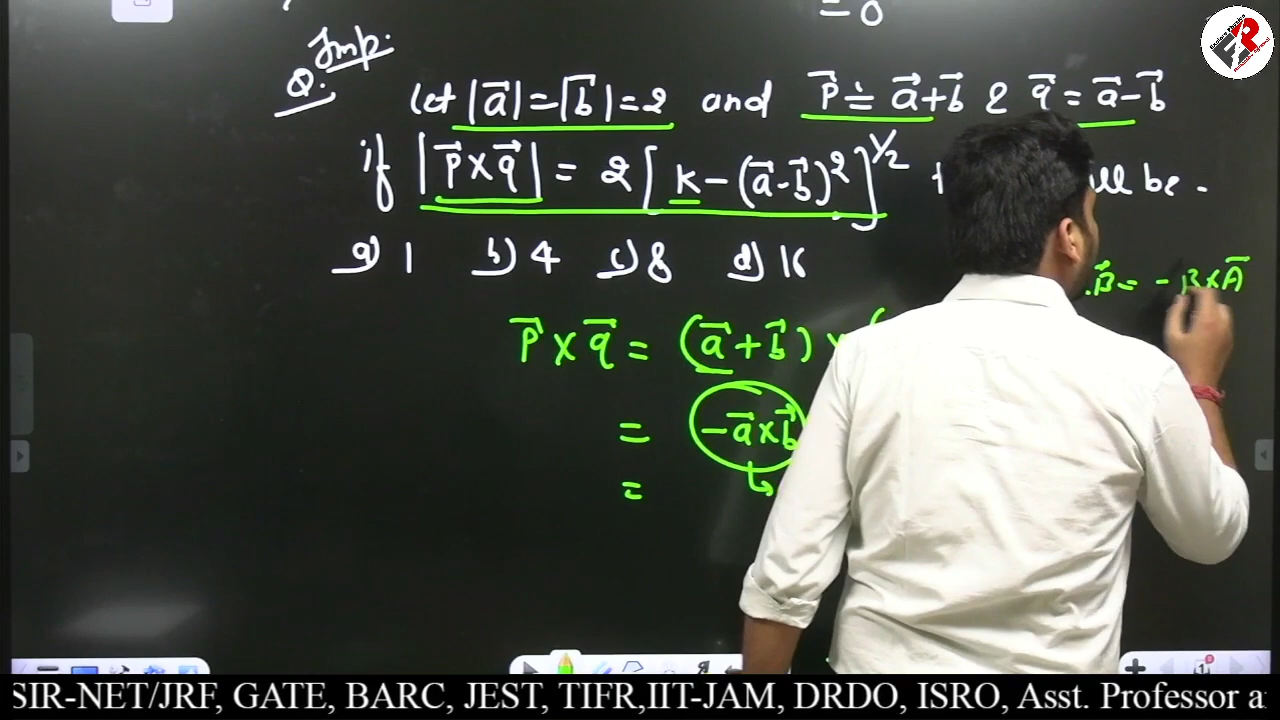 = 0
Imp.
Q. let |a⃗| = |b⃗| = 2 and p⃗ = a⃗+b⃗ & q⃗ = a⃗-b⃗
if |p⃗×q⃗| = 2[K-(a⃗-b⃗)²]^1/2 will be.
a) 1 b) 4 c) 8 d) 16
.B⃗ = - B×A⃗
p⃗ × q⃗ = (a⃗+b⃗) × (
= -a⃗×b⃗
=
SIR-NET/JRF, GATE, BARC, JEST, TIFR,IIT-JAM, DRDO, ISRO, Asst. Professor a